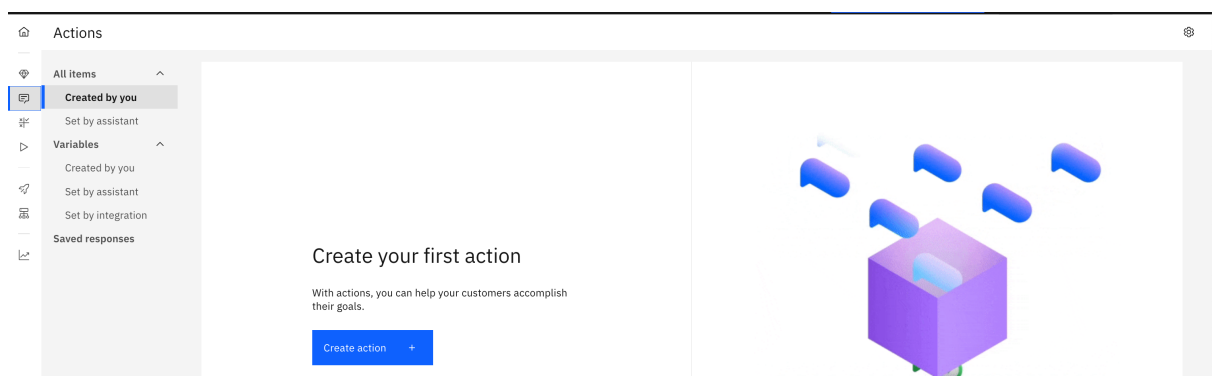 Actions
All items
Created by you
Set by assistant
Variables
Created by you
Set by assistant
Set by integration
Saved responses
Create your first action
With actions, you can help your customers accomplish
their goals.
Create action +